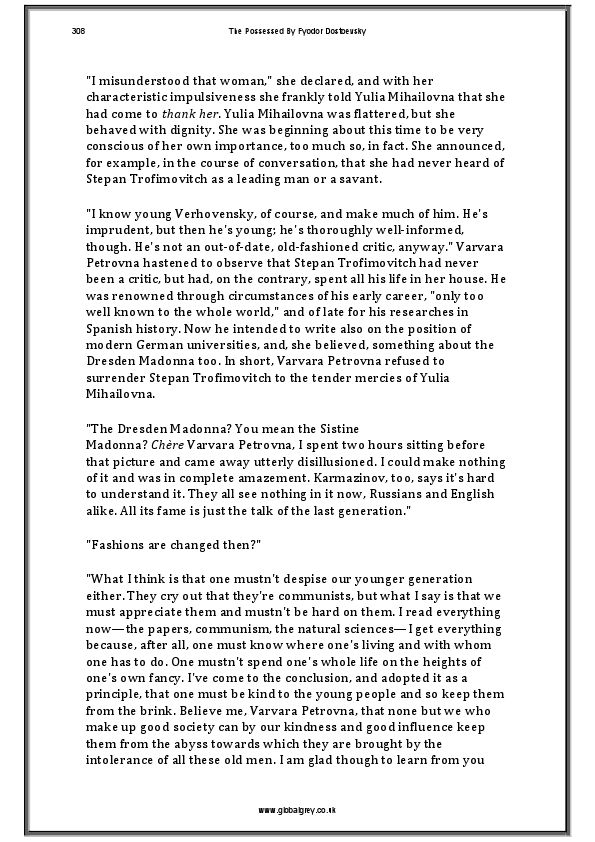 308 The Possessed By Fyodor Dostoevsky
"I misunderstood that woman," she declared, and with her
characteristic impulsiveness she frankly told Yulia Mihailovna that she
had come to thank her. Yulia Mihailovna was flattered, but she
behaved with dignity. She was beginning about this time to be very
conscious of her own importance, too much so, in fact. She announced,
for example, in the course of conversation, that she had never heard of
Stepan Trofimovitch as a leading man or a savant.
"I know young Verhovensky, of course, and make much of him. He's
imprudent, but then he's young; he's thoroughly well-informed,
though. He's not an out-of-date, old-fashioned critic, anyway." Varvara
Petrovna hastened to observe that Stepan Trofimovitch had never
been a critic, but had, on the contrary, spent all his life in her house. He
was renowned through circumstances of his early career, "only too
well known to the whole world," and of late for his researches in
Spanish history. Now he intended to write also on the position of
modern German universities, and, she believed, something about the
Dresden Madonna too. In short, Varvara Petrovna refused to
surrender Stepan Trofimovitch to the tender mercies of Yulia
Mihailovna.
"The Dresden Madonna? You mean the Sistine
Madonna? Chère Varvara Petrovna, I spent two hours sitting before
that picture and came away utterly disillusioned. I could make nothing
of it and was in complete amazement. Karmazinov, too, says it's hard
to understand it. They all see nothing in it now, Russians and English
alike. All its fame is just the talk of the last generation."
"Fashions are changed then?"
"What I think is that one mustn't despise our younger generation
either. They cry out that they're communists, but what I say is that we
must appreciate them and mustn't be hard on them. I read everything
now—the papers, communism, the natural sciences—I get everything
because, after all, one must know where one's living and with whom
one has to do. One mustn't spend one's whole life on the heights of
one's own fancy. I've come to the conclusion, and adopted it as a
principle, that one must be kind to the young people and so keep them
from the brink. Believe me, Varvara Petrovna, that none but we who
make up good society can by our kindness and good influence keep
them from the abyss towards which they are brought by the
intolerance of all these old men. I am glad though to learn from you
www.globalgrey.co.uk